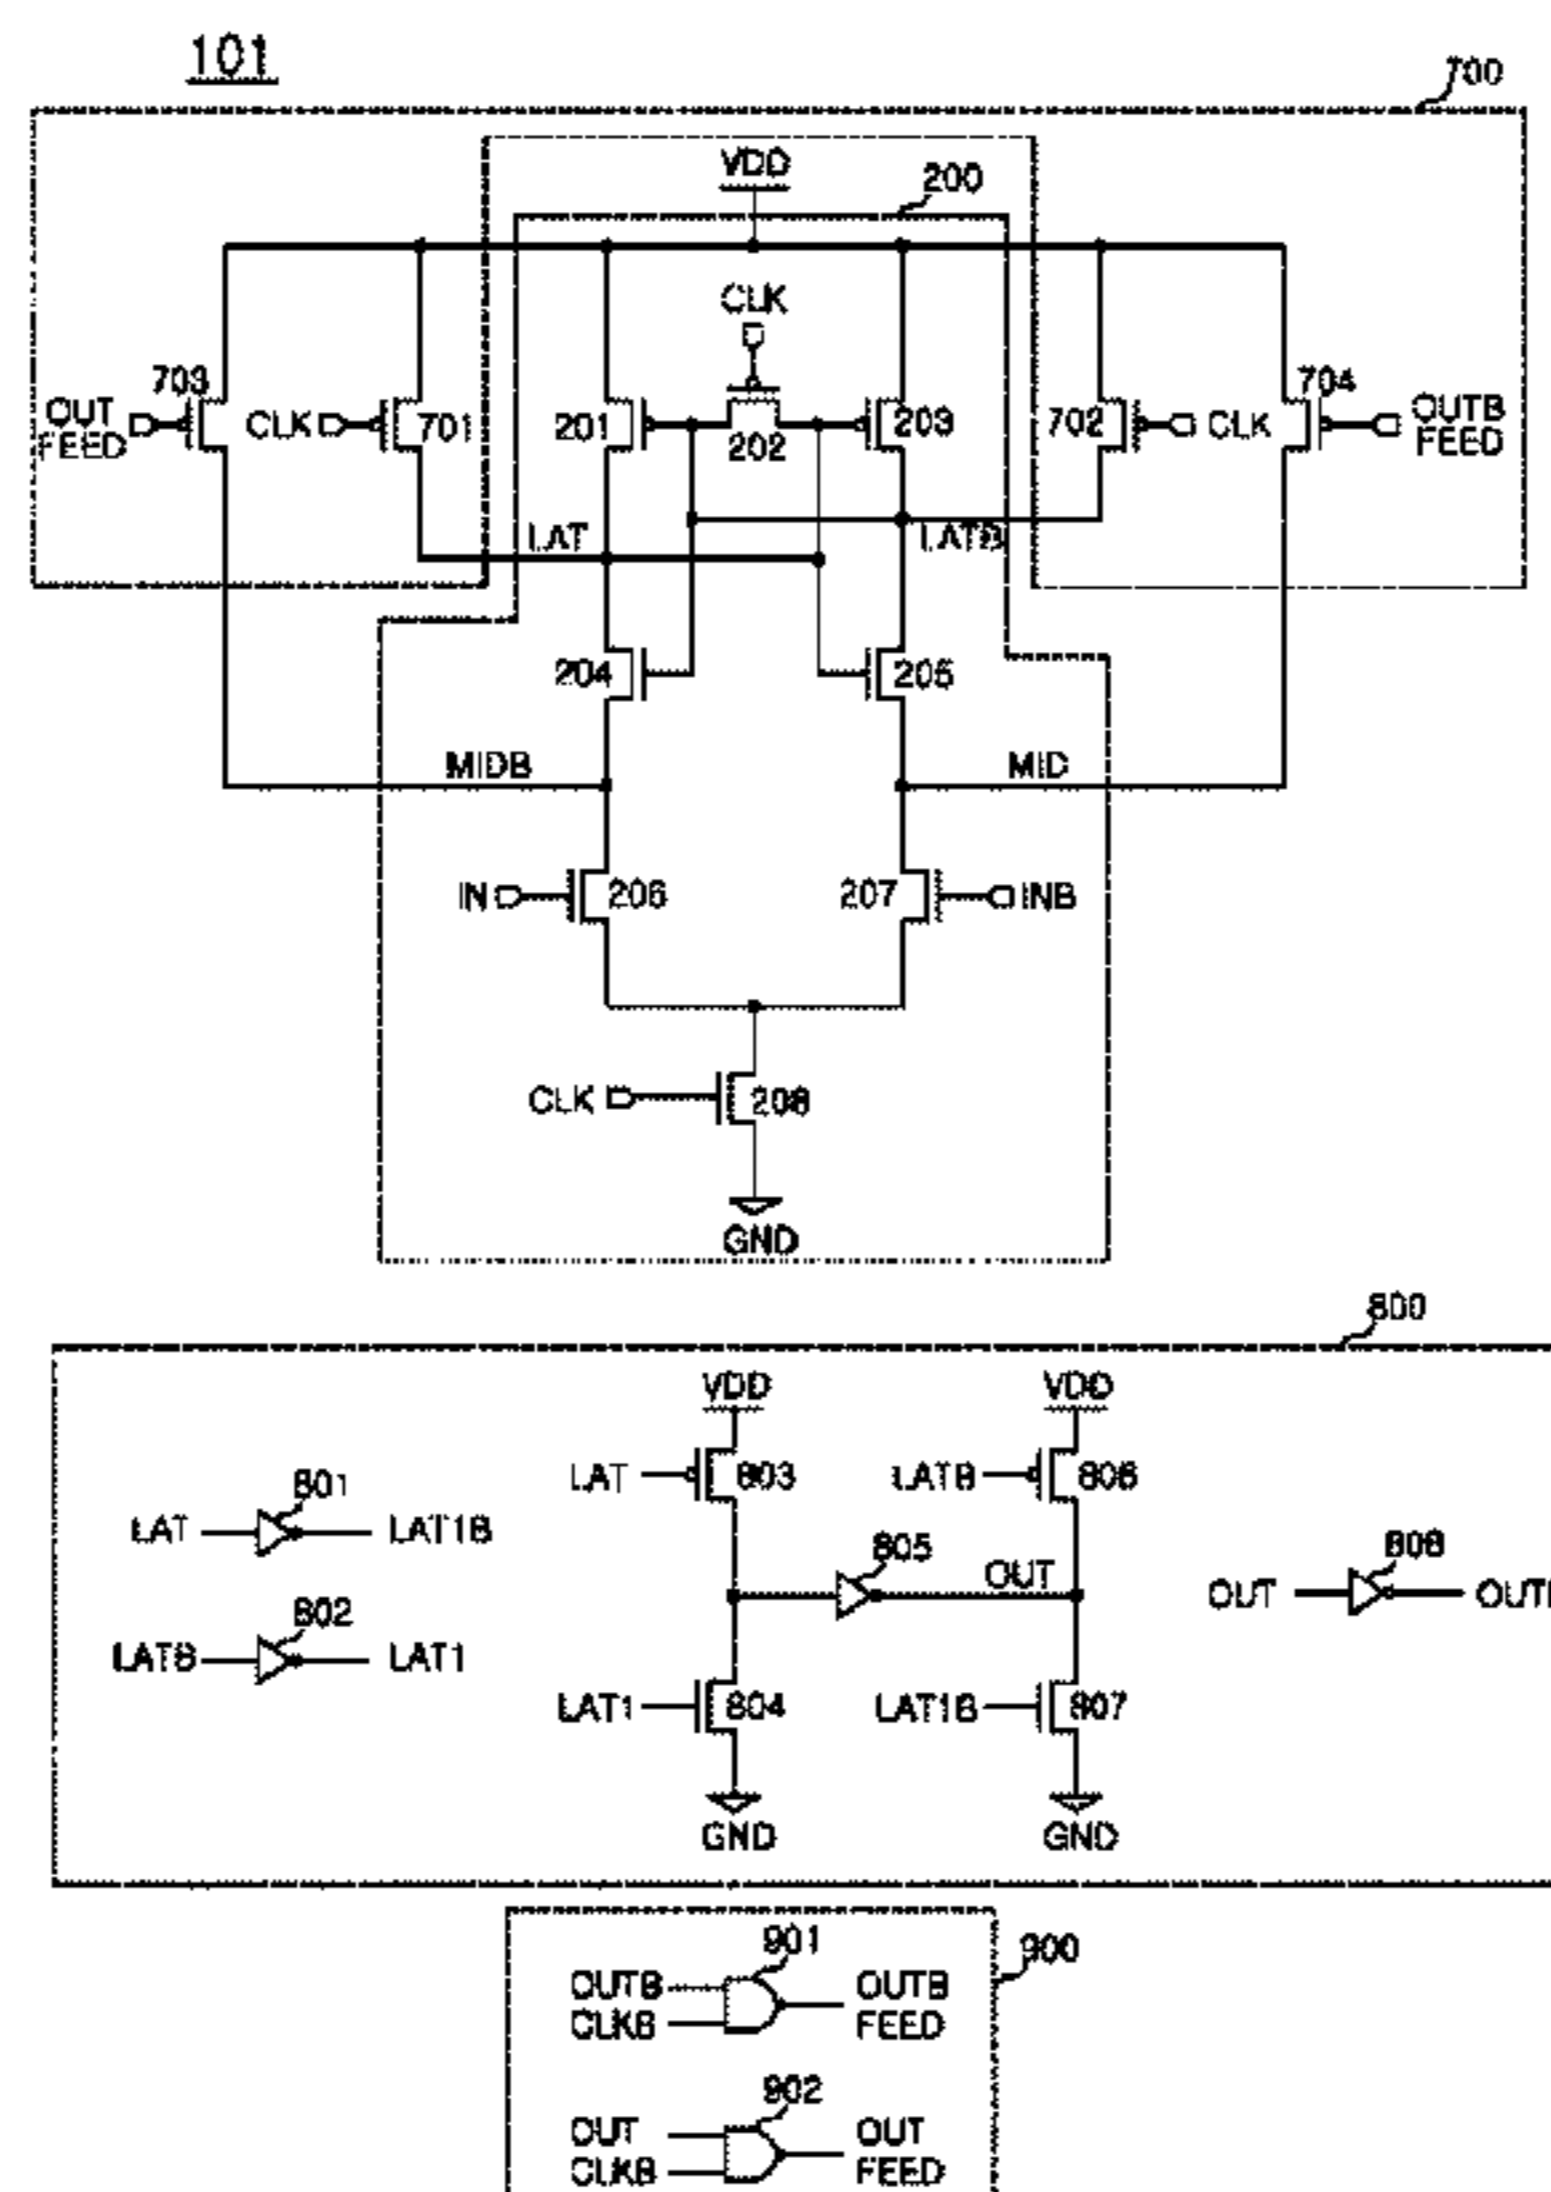 101
700
VDD
200
CLK
703
704
OUT
FEED
CLK
701
201
202
203
702
CLK
OUTB
FEED
LAT
LATB
204
205
MIDB
MID
IN
206
207
INB
CLK
208
GND
800
VDD
VDD
LAT
803
LATB
806
801
LAT
LAT1B
805
OUT
808
OUT
802
LATB
LAT1
LAT1
804
LAT1B
807
GND
GND
901
900
OUTB
CLKB
OUTB
FEED
902
OUT
CLKB
OUT
FEED